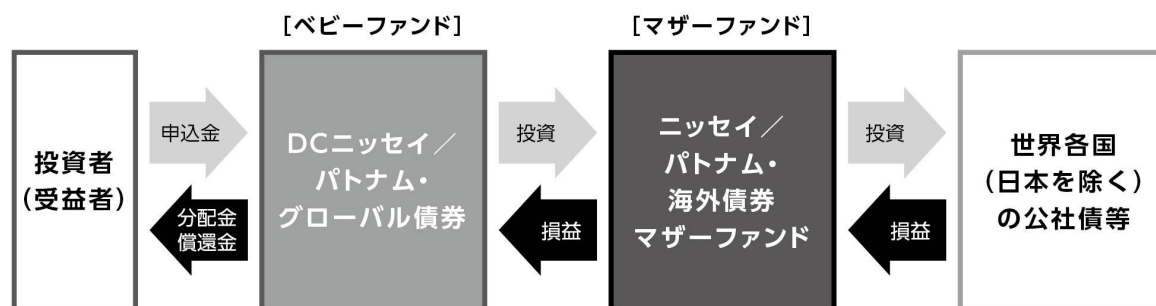 [ベビーファンド]
[マザーファンド]
投資者
(受益者)
申込金
分配金
償還金
DCニッセイ／
パトナム・
グローバル債券
投資
損益
ニッセイ／
パトナム・
海外債券
マザーファンド
投資
損益
世界各国
(日本を除く)
の公社債等